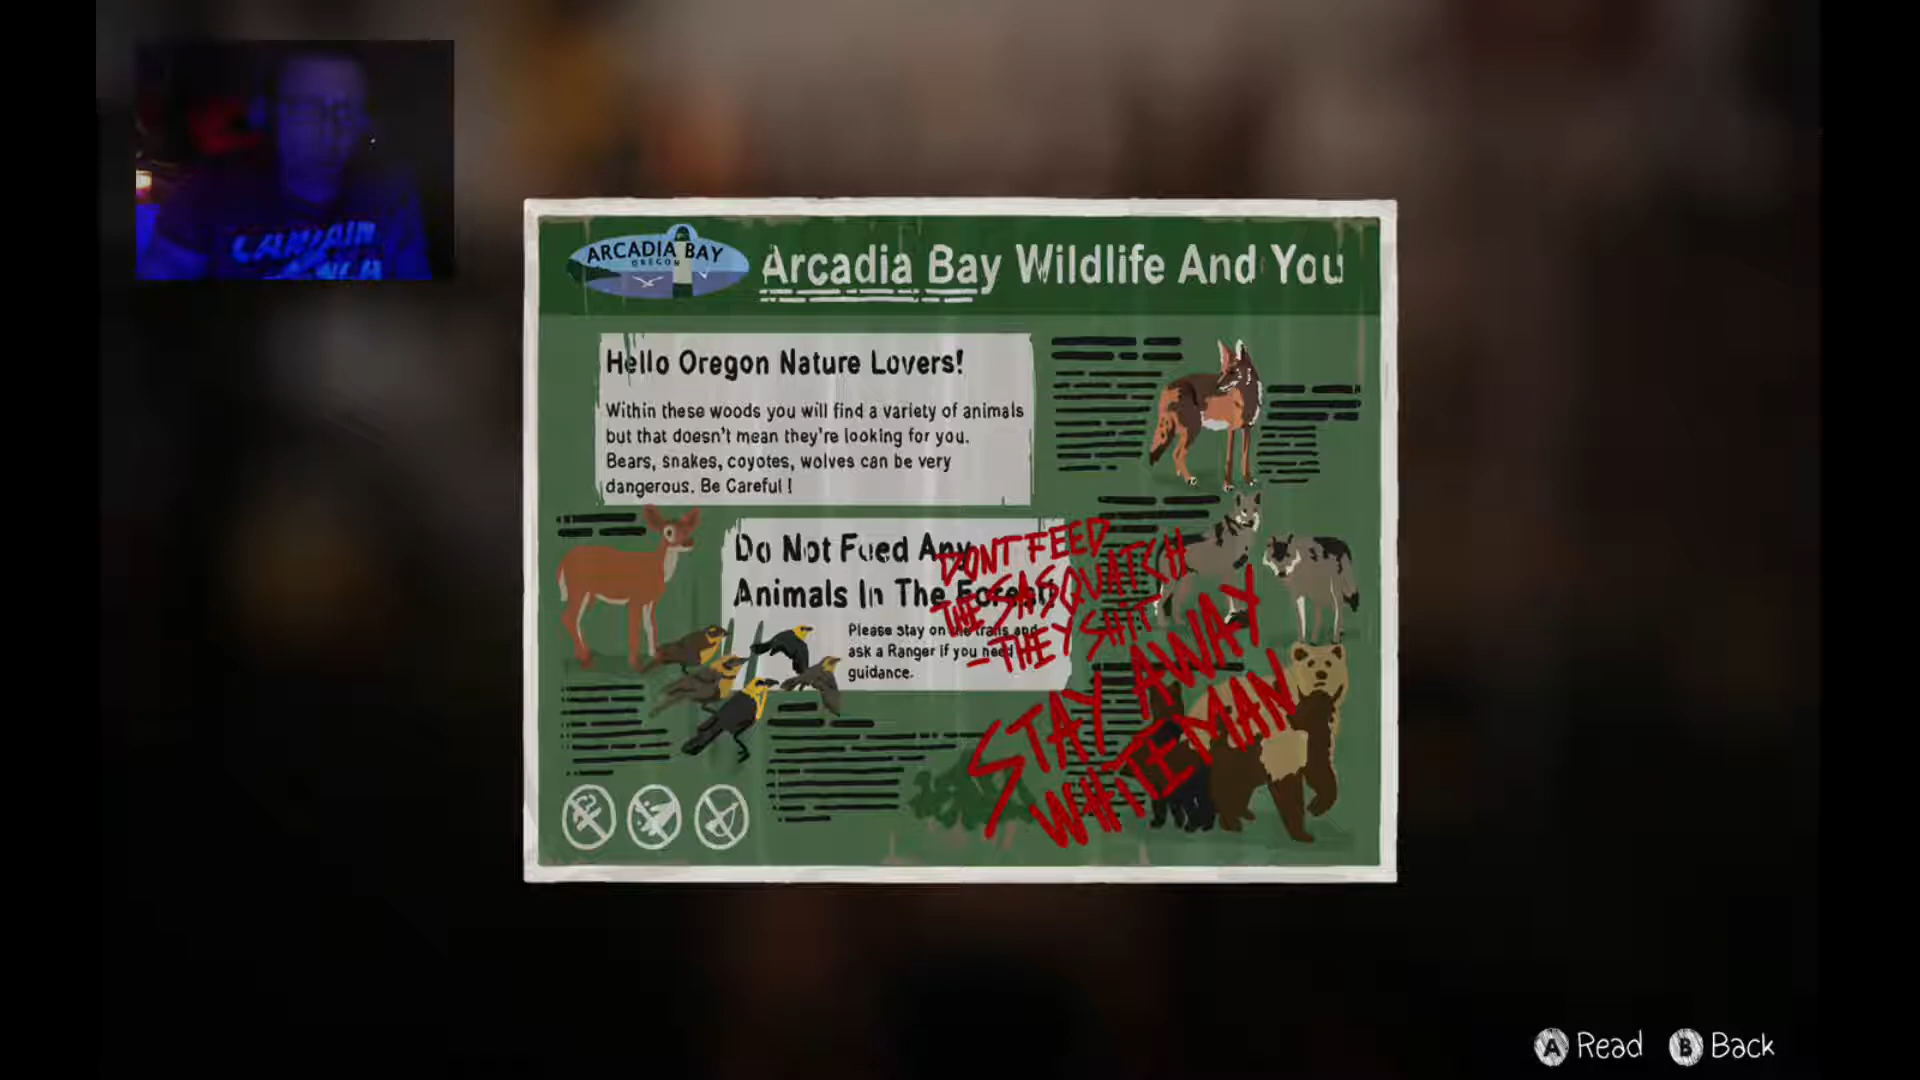 CAPTAIN
ARCADIA BAY
OREGON
Arcadia Bay Wildlife And You
Hello Oregon Nature Lovers!
Within these woods you will find a variety of animals
but that doesn't mean they're looking for you.
Bears, snakes, coyotes, wolves can be very
dangerous. Be Careful !
Do Not Feed Any
Animals In The Forest
Please stay on the trails and
ask a Ranger if you need
guidance.
DONT FEED
THE SASQUATCH
-THEY SHIT
STAY AWAY
WHITEMAN
A Read B Back